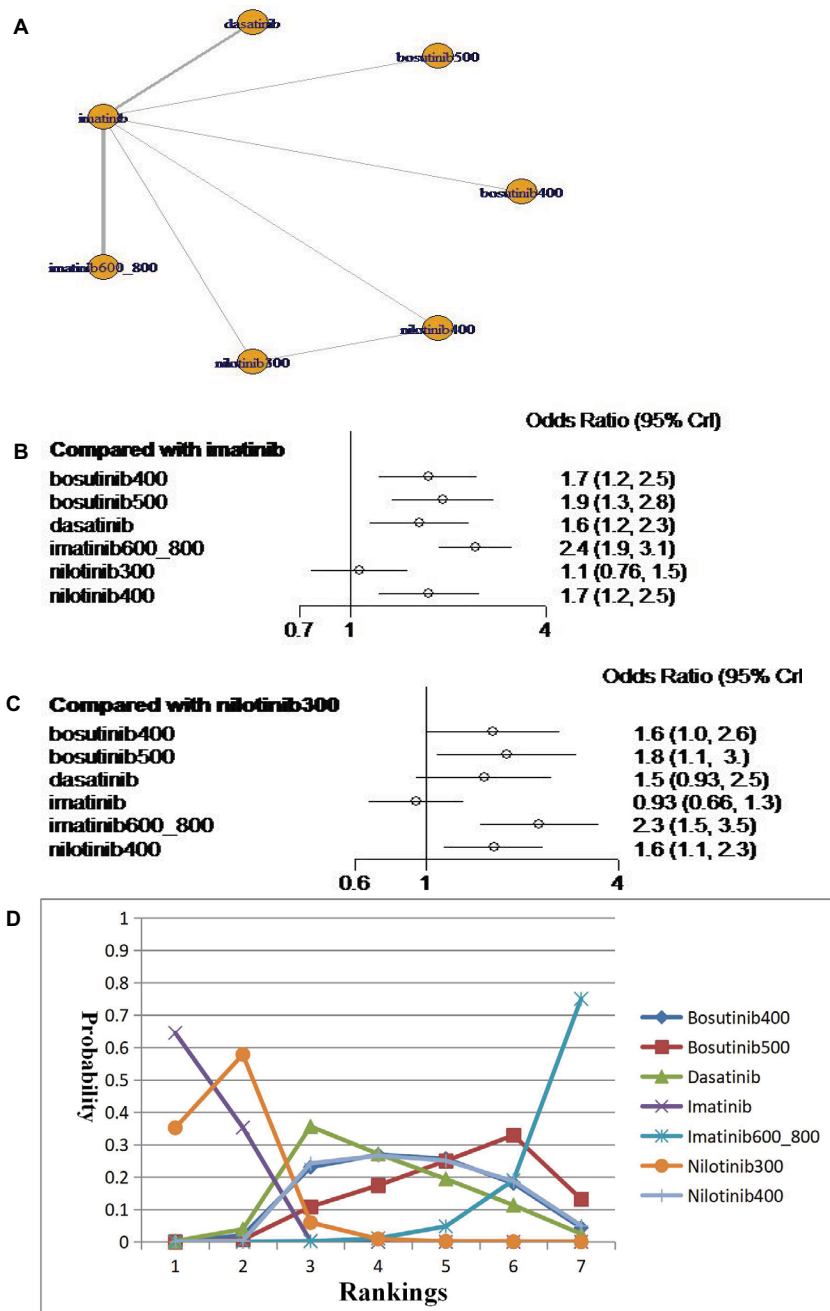 A
dasatinib
bosutinib500
imatinib
bosutinib400
imatinib600_800
nilotinib400
nilotinib300
Odds Ratio (95% CrI)
B
Compared with imatinib
bosutinib400 1.7 (1.2, 2.5)
bosutinib500 1.9 (1.3, 2.8)
dasatinib 1.6 (1.2, 2.3)
imatinib600_800 2.4 (1.9, 3.1)
nilotinib300 1.1 (0.76, 1.5)
nilotinib400 1.7 (1.2, 2.5)
0.7 1 4
Odds Ratio (95% CrI
C
Compared with nilotinib300
bosutinib400 1.6 (1.0, 2.6)
bosutinib500 1.8 (1.1, 3.)
dasatinib 1.5 (0.93, 2.5)
imatinib 0.93 (0.66, 1.3)
imatinib600_800 2.3 (1.5, 3.5)
nilotinib400 1.6 (1.1, 2.3)
0.6 1 4
D
1
0.9
0.8
0.7
0.6
0.5
0.4
0.3
0.2
0.1
0
Probability
1 2 3 4 5 6 7
Rankings
Bosutinib400
Bosutinib500
Dasatinib
Imatinib
Imatinib600_800
Nilotinib300
Nilotinib400